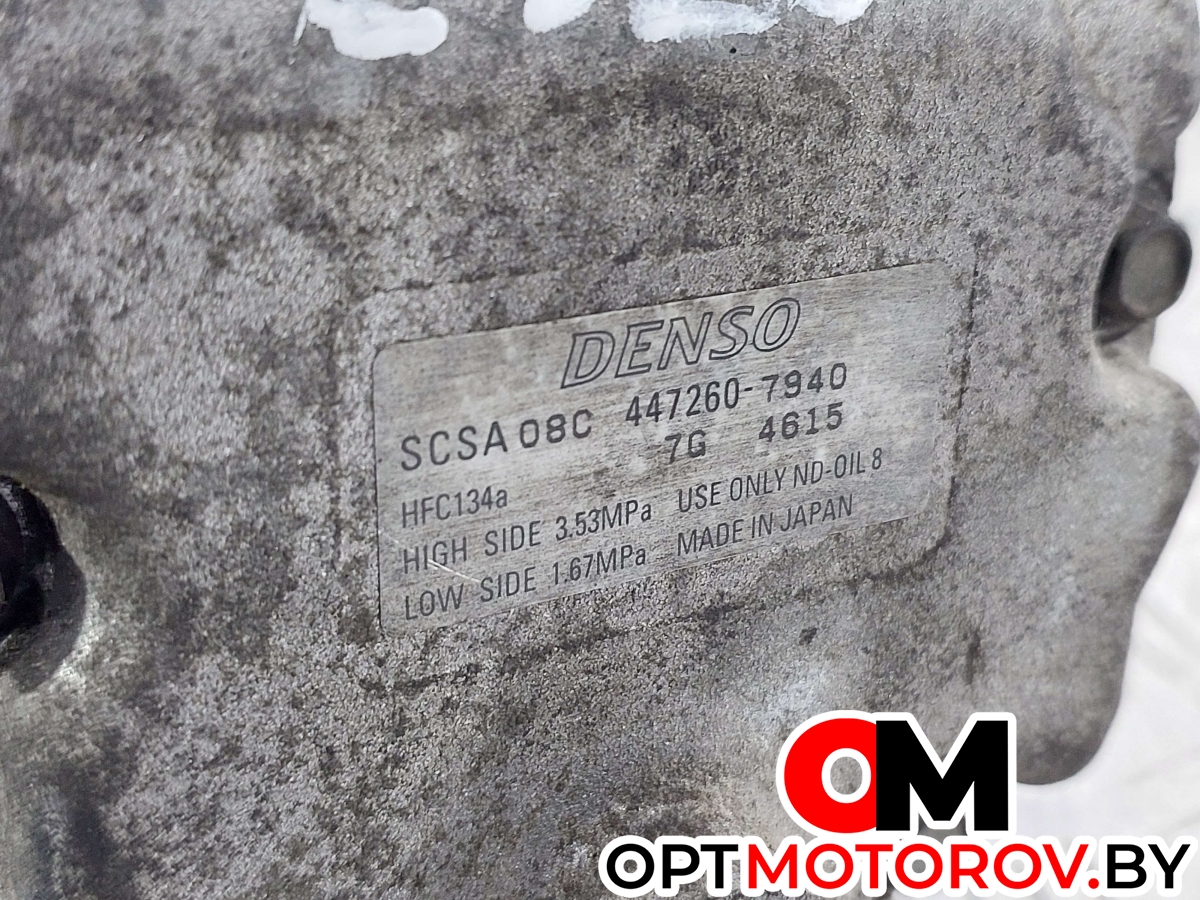 DENSO
SCSA08C 447260-7940
7G 4615
HFC134a
HIGH SIDE 3.53MPa USE ONLY ND-OIL 8
LOW SIDE 1.67MPa MADE IN JAPAN
OM
OPTMOTOROV.BY